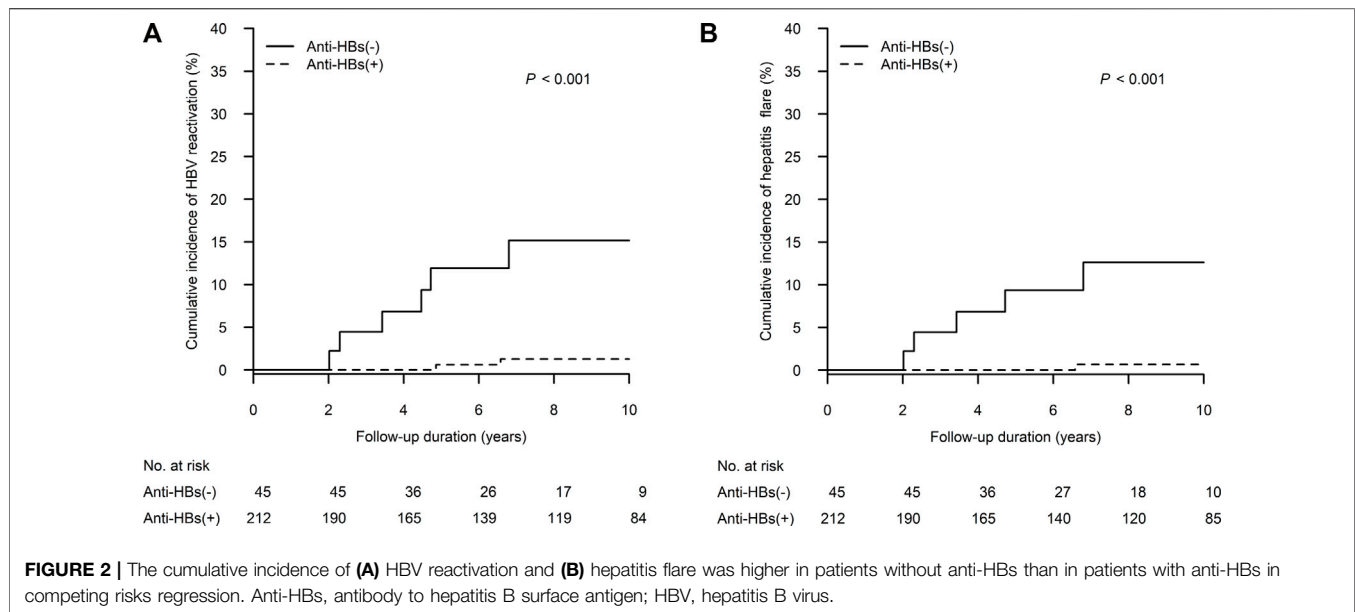 A
Cumulative incidence of HBV reactivation (%)
40
35
30
25
20
15
10
5
0
Anti-HBs(-)
Anti-HBs(+)
P < 0.001
0 2 4 6 8 10
Follow-up duration (years)
No. at risk
Anti-HBs(-) 45 45 36 26 17 9
Anti-HBs(+) 212 190 165 139 119 84
B
Cumulative incidence of hepatitis flare (%)
40
35
30
25
20
15
10
5
0
Anti-HBs(-)
Anti-HBs(+)
P < 0.001
0 2 4 6 8 10
Follow-up duration (years)
No. at risk
Anti-HBs(-) 45 45 36 27 18 10
Anti-HBs(+) 212 190 165 140 120 85
FIGURE 2 | The cumulative incidence of (A) HBV reactivation and (B) hepatitis flare was higher in patients without anti-HBs than in patients with anti-HBs in
competing risks regression. Anti-HBs, antibody to hepatitis B surface antigen; HBV, hepatitis B virus.